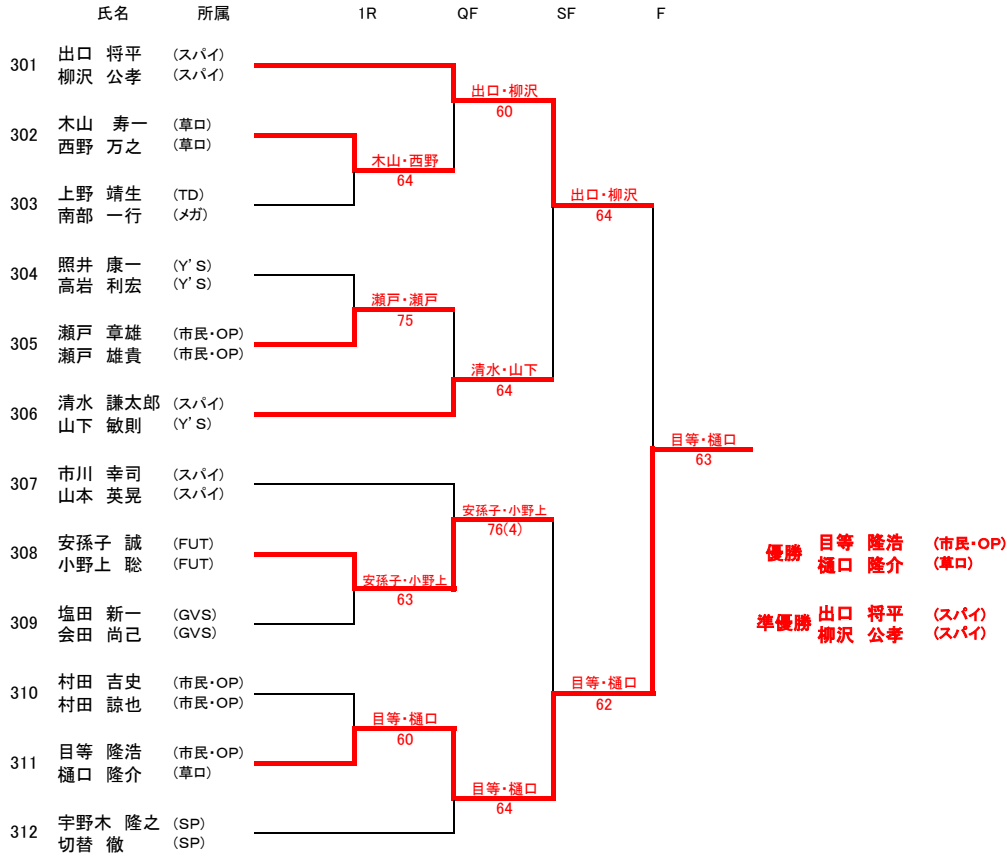 氏名 所属 1R QF SF F
301 出口 将平 (スパイ)
柳沢 公孝 (スパイ)
出口・柳沢
60
302 木山 寿一 (草ロ)
西野 万之 (草ロ)
木山・西野
64
303 上野 靖生 (TD)
南部 一行 (メガ)
出口・柳沢
64
304 照井 康一 (Y'S)
高岩 利宏 (Y'S)
瀬戸・瀬戸
75
305 瀬戸 章雄 (市民・OP)
瀬戸 雄貴 (市民・OP)
清水・山下
64
306 清水 謙太郎 (スパイ)
山下 敏則 (Y'S)
目等・樋口
63
307 市川 幸司 (スパイ)
山本 英晃 (スパイ)
安孫子・小野上
76(4)
308 安孫子 誠 (FUT)
小野上 聡 (FUT)
安孫子・小野上
63
優勝 目等 隆浩 (市民・OP)
樋口 隆介 (草ロ)
309 塩田 新一 (GVS)
会田 尚己 (GVS)
準優勝 出口 将平 (スパイ)
柳沢 公孝 (スパイ)
310 村田 吉史 (市民・OP)
村田 諒也 (市民・OP)
目等・樋口
62
目等・樋口
60
311 目等 隆浩 (市民・OP)
樋口 隆介 (草ロ)
目等・樋口
64
312 宇野木 隆之 (SP)
切替 徹 (SP)